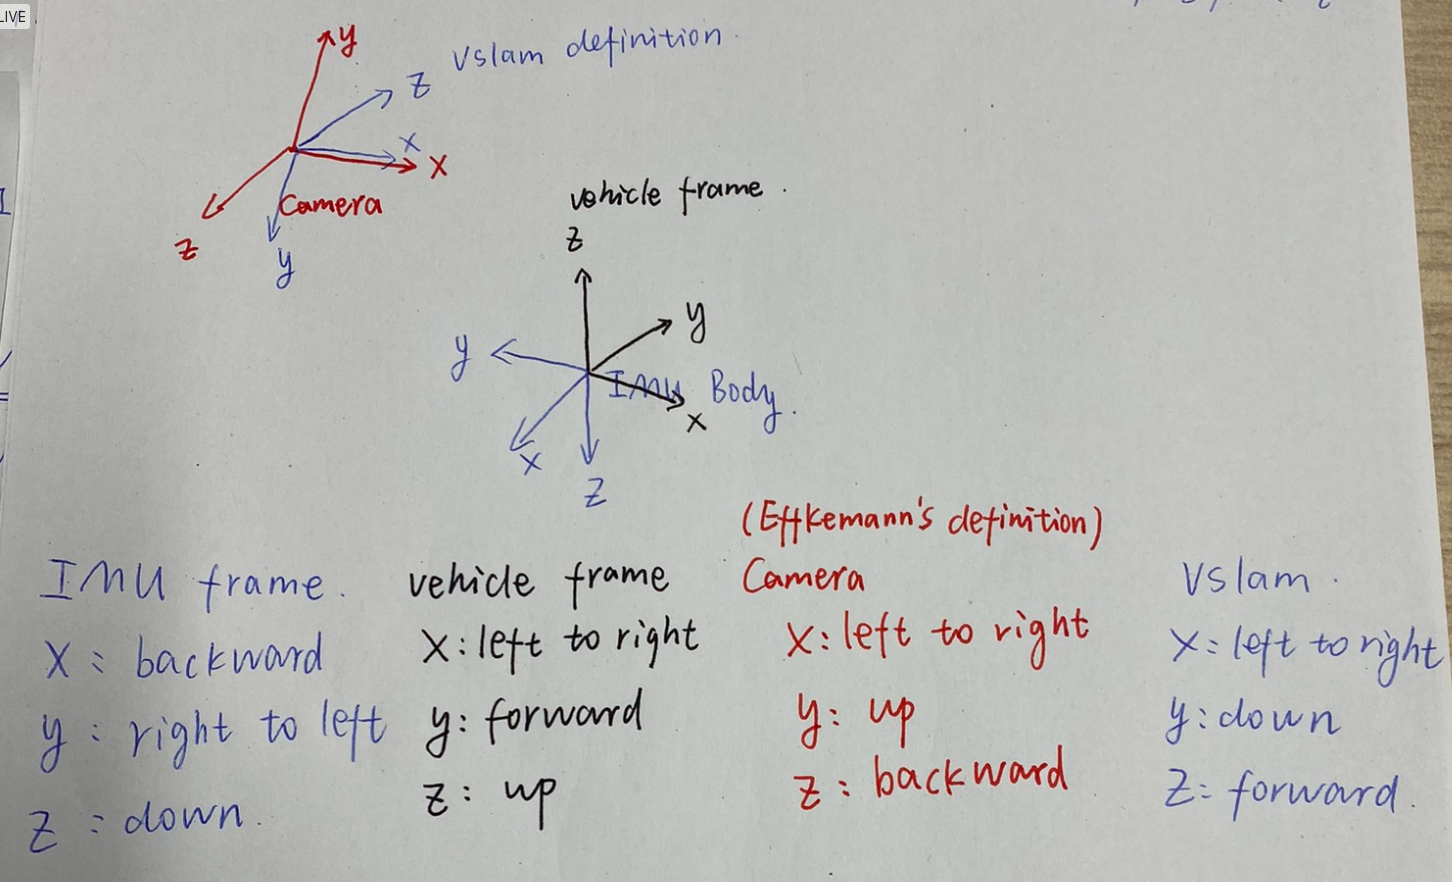 LIVE
y
Vslam definition
z
x
x
Camera
z
y
vehicle frame.
z
y
y
IMU Body.
x
x
z
(Effkemann's definition)
IMU frame.
x: backward
y: right to left
z: down.
vehicle frame
x: left to right
y: forward
z: up
Camera
x: left to right
y: up
z: backward
Vslam.
x: left to right
y: down
z: forward.